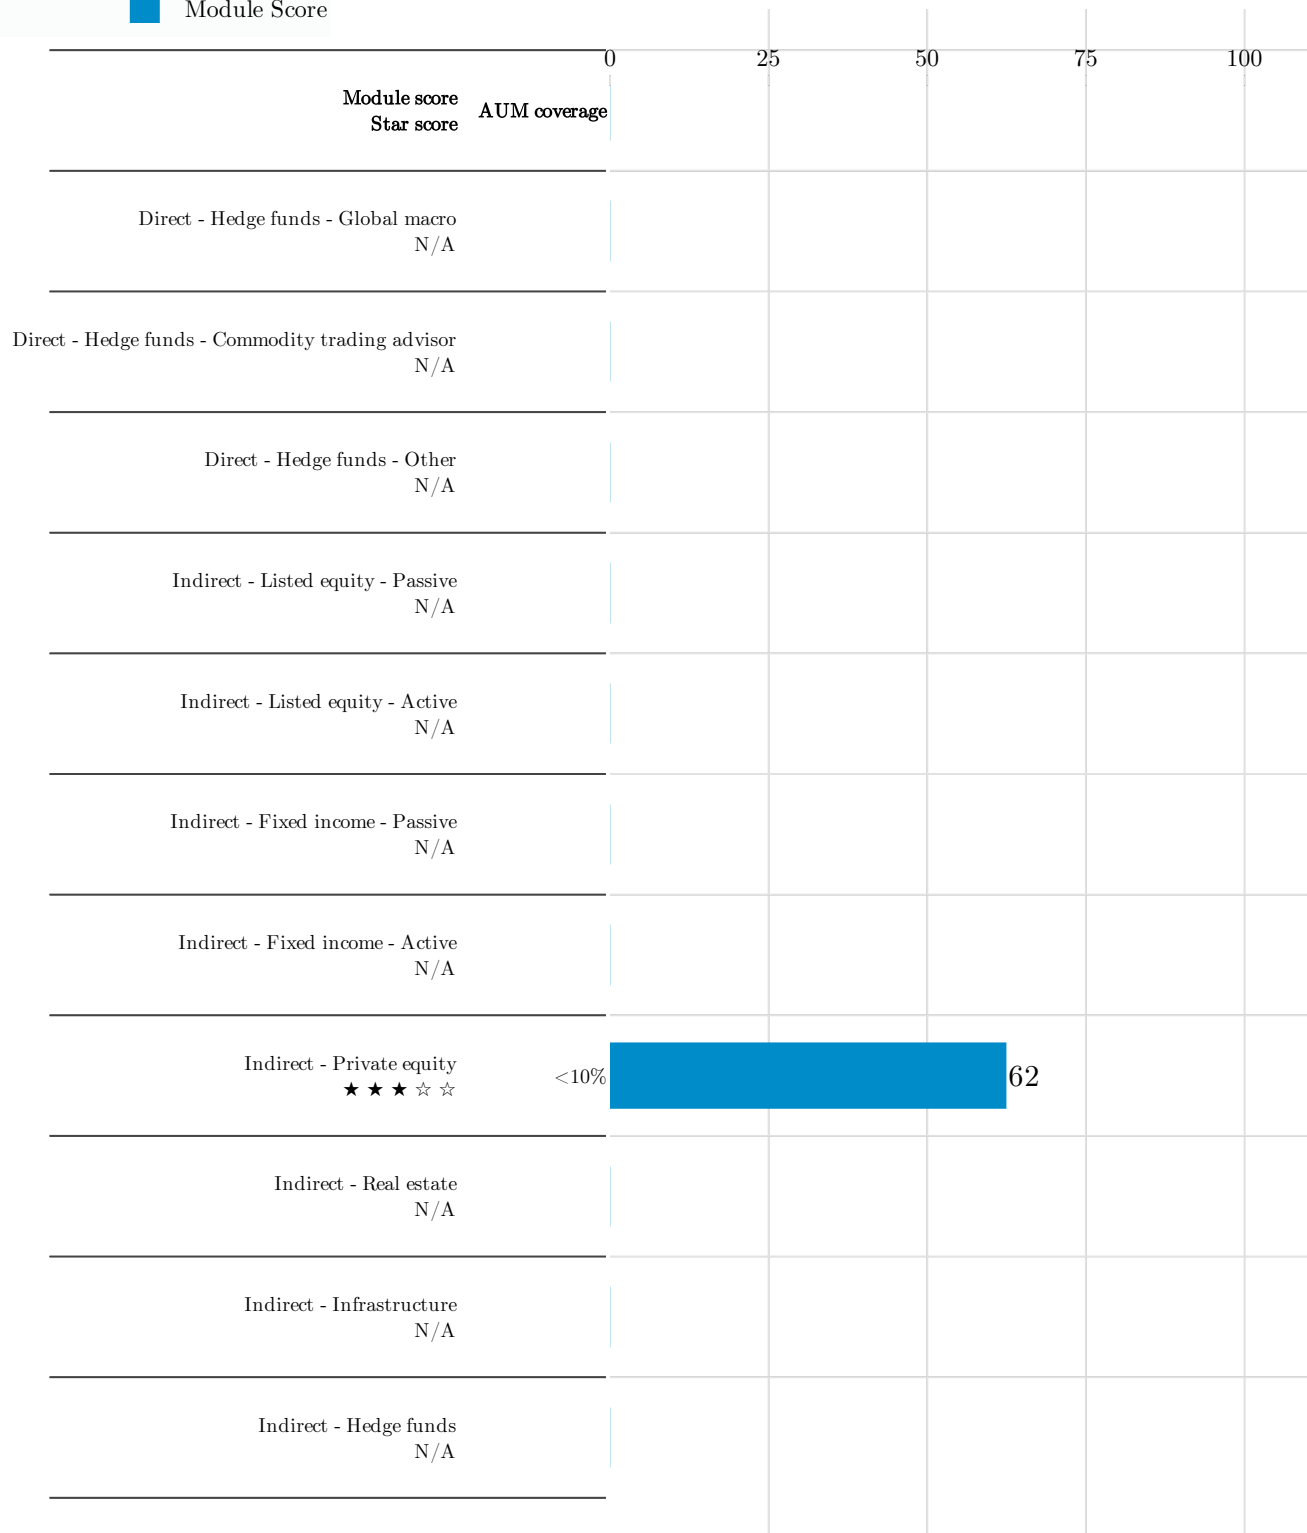 Module Score
0 25 50 75 100
Module score
Star score
AUM coverage
Direct - Hedge funds - Global macro
N/A
Direct - Hedge funds - Commodity trading advisor
N/A
Direct - Hedge funds - Other
N/A
Indirect - Listed equity - Passive
N/A
Indirect - Listed equity - Active
N/A
Indirect - Fixed income - Passive
N/A
Indirect - Fixed income - Active
N/A
Indirect - Private equity
★ ★ ★ ☆ ☆
<10%
62
Indirect - Real estate
N/A
Indirect - Infrastructure
N/A
Indirect - Hedge funds
N/A